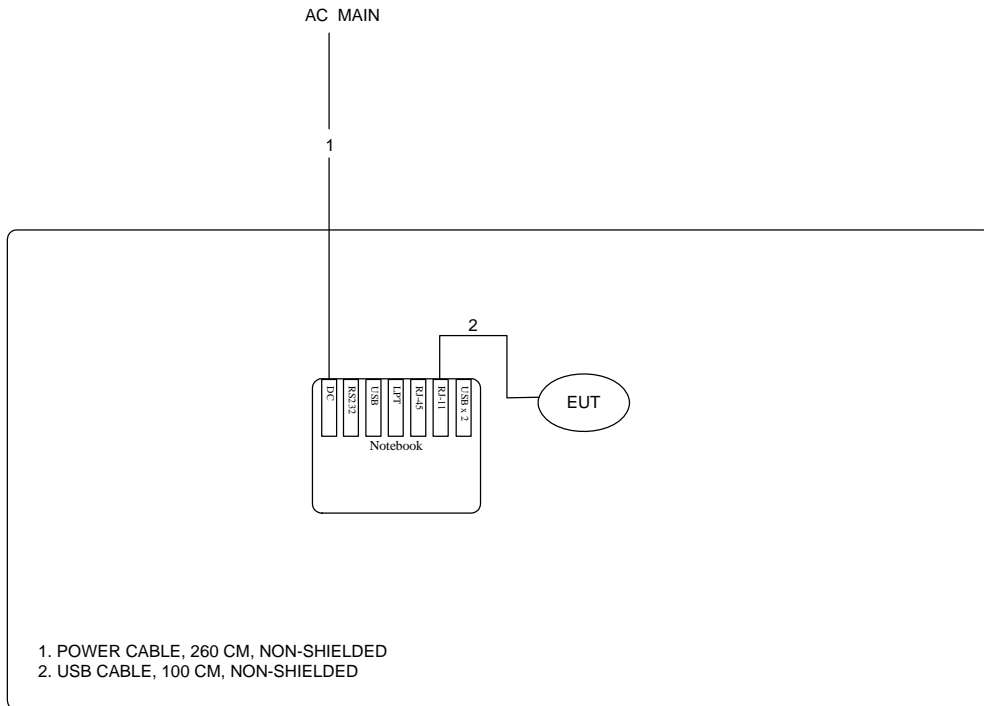 AC MAIN
1
2
DC
RS232
USB
LPT
RJ-45
RJ-11
USB x 2
Notebook
EUT
1. POWER CABLE, 260 CM, NON-SHIELDED
2. USB CABLE, 100 CM, NON-SHIELDED